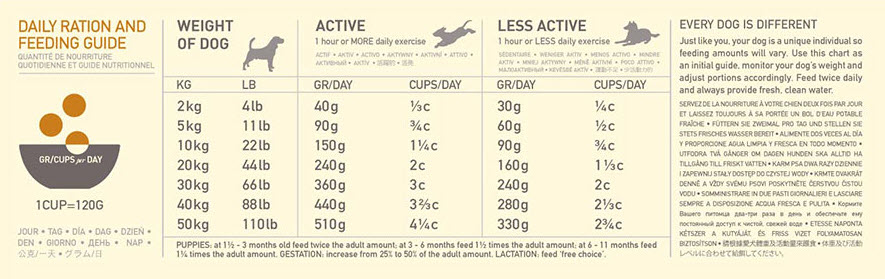 DAILY RATION AND
FEEDING GUIDE
QUANTITÉ DE NOURRITURE
QUOTIDIENNE ET GUIDE NUTRITIONNEL
GR/CUPS per DAY
1CUP=120G
JOUR • TAG • DÍA • DAG • DZIEŃ •
DEN • GIORNO • ДЕНЬ • NAP •
公克/一天 • グラム/日
WEIGHT
OF DOG
ACTIVE
1 hour or MORE daily exercise
ACTIF • AKTIV • ACTIVO • AKTYWNY • AKTIVNÍ • ATTIVO •
АКТИВНЫЙ • AKTÍV •
LESS ACTIVE
1 hour or LESS daily exercise
SÉDENTAIRE • WENIGER AKTIV • MENOS ACTIVO • MINDRE
AKTIV • MNIEJ AKTYWNY • MÉNĚ AKTIVNÍ • POCO ATTIVO •
МАЛОАКТИВНЫЙ • KEVÉSBÉ AKTÍV •
KG LB GR/DAY CUPS/DAY GR/DAY CUPS/DAY
2kg 4lb 40g ⅓c 30g ¼c
5kg 11lb 90g ¾c 60g ½c
10kg 22lb 150g 1¼c 90g ¾c
20kg 44lb 240g 2c 160g 1⅓c
30kg 66lb 360g 3c 240g 2c
40kg 88lb 440g 3⅔c 280g 2⅓c
50kg 110lb 510g 4¼c 330g 2¾c
PUPPIES: at 1½ - 3 months old feed twice the adult amount; at 3 - 6 months feed 1½ times the adult amount; at 6 - 11 months feed
1¼ times the adult amount. GESTATION: increase from 25% to 50% of the adult amount. LACTATION: feed 'free choice'.
EVERY DOG IS DIFFERENT
Just like you, your dog is a unique individual so
feeding amounts will vary. Use this chart as
an initial guide, monitor your dog's weight and
adjust portions accordingly. Feed twice daily
and always provide fresh, clean water.
SERVEZ DE LA NOURRITURE À VOTRE CHIEN DEUX FOIS PAR JOUR
ET LAISSEZ TOUJOURS À SA PORTÉE UN BOL D'EAU POTABLE
FRAÎCHE • FÜTTERN SIE ZWEIMAL PRO TAG UND STELLEN SIE
STETS FRISCHES WASSER BEREIT • ALIMENTE DOS VECES AL DÍA
Y PROPORCIONE AGUA LIMPIA Y FRESCA EN TODO MOMENTO •
UTFODRA TVÅ GÅNGER OM DAGEN HUNDEN SKA ALLTID HA
TILLGÅNG TILL FRISKT VATTEN • KARM PSA DWA RAZY DZIENNIE
I ZAPEWNIJ STAŁY DOSTĘP DO CZYSTEJ WODY • KRMTE DVAKRÁT
DENNĚ A VŽDY SVÉMU PSOVI POSKYTNĚTE ČERSTVOU ČISTOU
VODU • SOMMINISTRARE IN DUE PASTI GIORNALIERI E LASCIARE
SEMPRE A DISPOSIZIONE ACQUA FRESCA E PULITA • Кормите
Вашего питомца два-три раза в день и обеспечьте ему
постоянный доступ к чистой, свежей воде • ETESSE NAPONTA
KÉTSZER A KUTYÁJÁT, ÉS FRISS VIZET FOLYAMATOSAN
BIZTOSÍTSON •